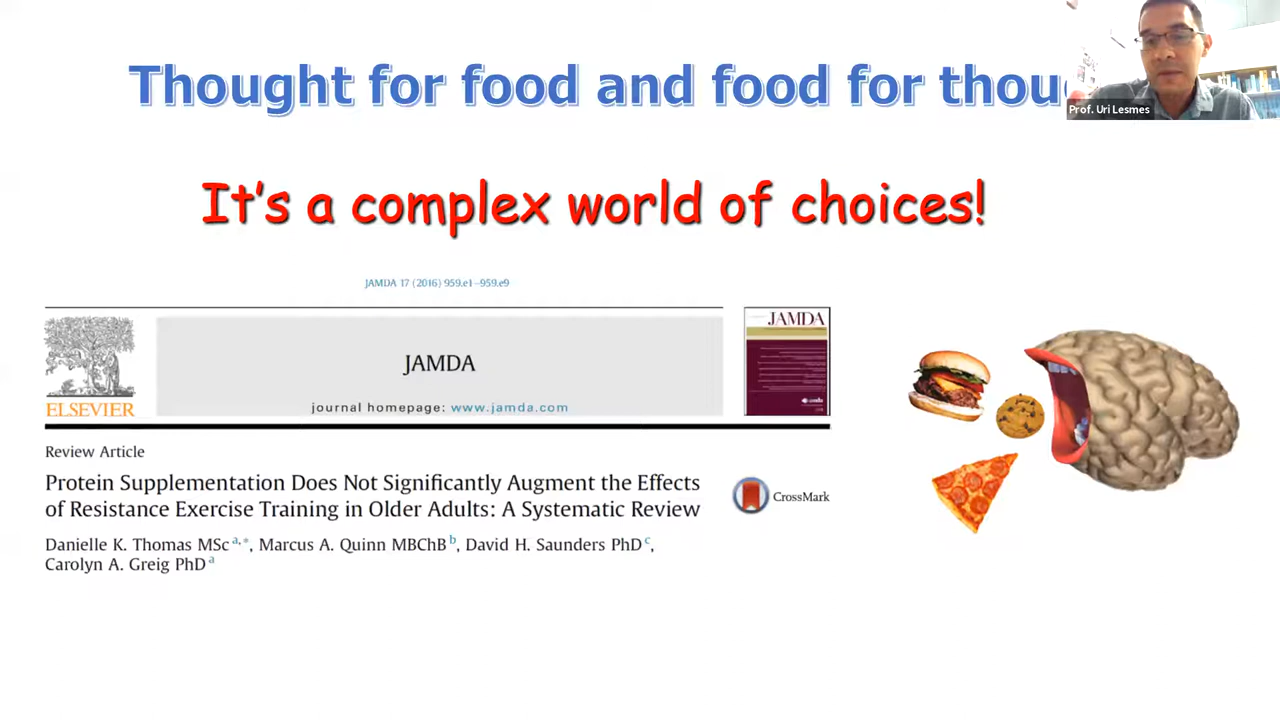 Thought for food and food for thou
Prof. Uri Lesmes
It's a complex world of choices!
JAMDA 17 (2016) 959.e1–959.e9
JAMDA
JAMDA
ELSEVIER
journal homepage: www.jamda.com
Review Article
Protein Supplementation Does Not Significantly Augment the Effects
of Resistance Exercise Training in Older Adults: A Systematic Review
CrossMark
Danielle K. Thomas MSc a,*, Marcus A. Quinn MBChB b, David H. Saunders PhD c,
Carolyn A. Greig PhD a